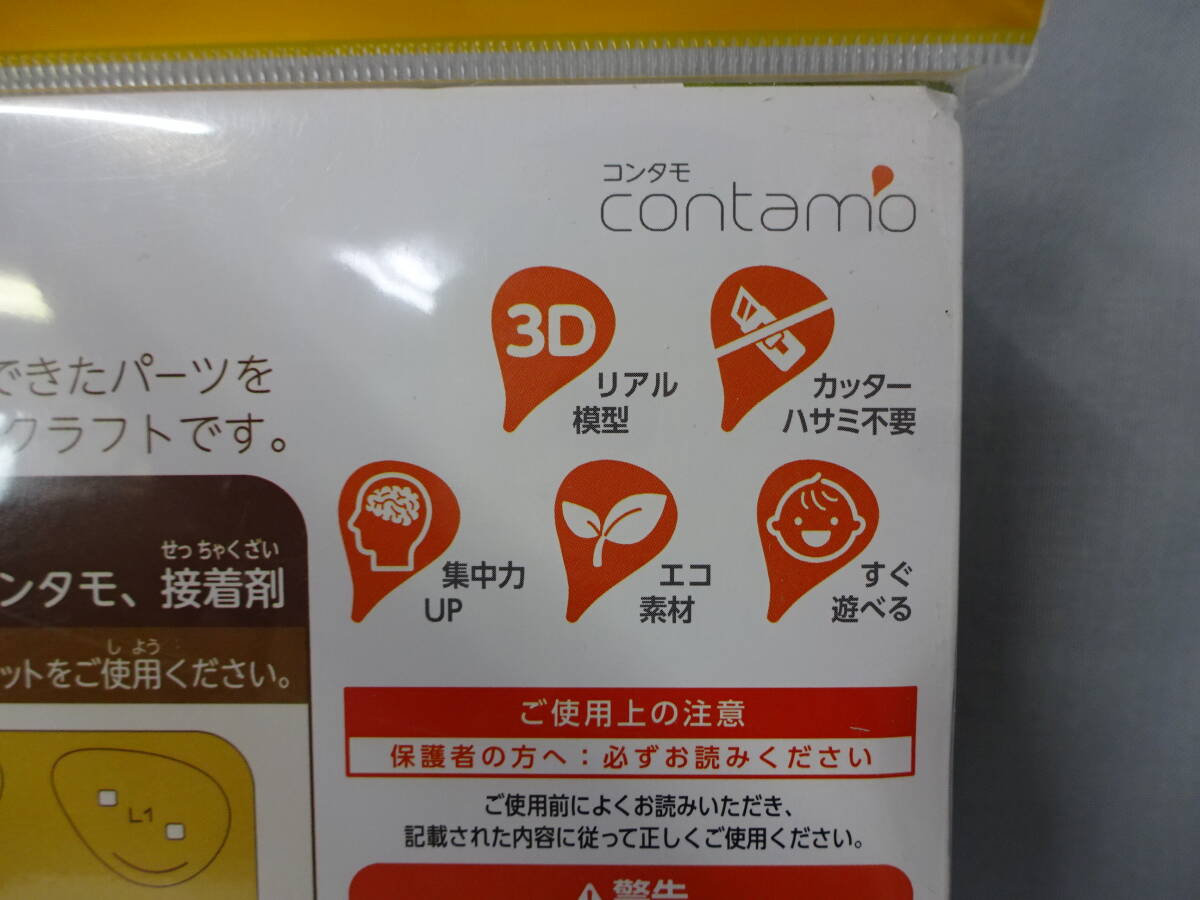 コンタモ
contamo
3D
リアル
模型
カッター
ハサミ不要
できたパーツを
クラフトです。
集中力
UP
エコ
素材
すぐ
遊べる
せっちゃくざい
ンタモ、接着剤
しよう
ットをご使用ください。
L1
ご使用上の注意
保護者の方へ:必ずお読みください
ご使用前によくお読みいただき、
記載された内容に従って正しくご使用ください。
警告